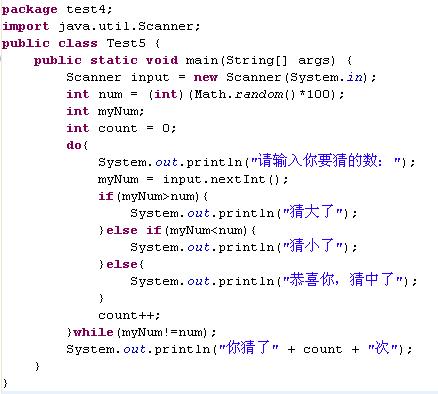 package test4;
import java.util.Scanner;
public class Test5 {
    public static void main(String[] args) {
        Scanner input = new Scanner(System.in);
        int num = (int)(Math.random()*100);
        int myNum;
        int count = 0;
        do{
            System.out.println("请输入你要猜的数：");
            myNum = input.nextInt();
            if(myNum>num){
                System.out.println("猜大了");
            }else if(myNum<num){
                System.out.println("猜小了");
            }else{
                System.out.println("恭喜你，猜中了");
            }
            count++;
        }while(myNum!=num);
        System.out.println("你猜了" + count + "次");
    }
}